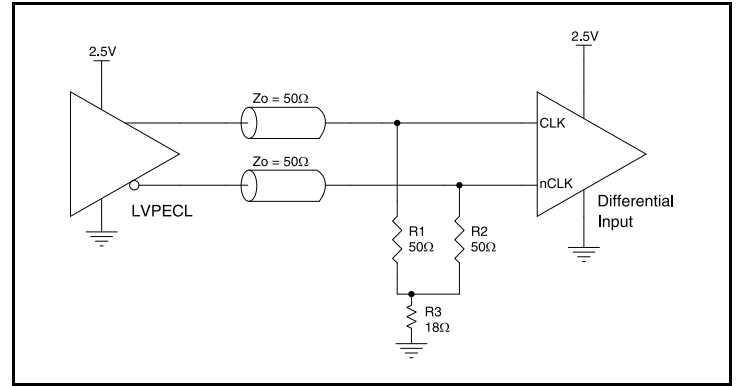 2.5V
2.5V
Zo = 50Ω
CLK
Zo = 50Ω
nCLK
LVPECL
Differential
Input
R1
50Ω
R2
50Ω
R3
18Ω